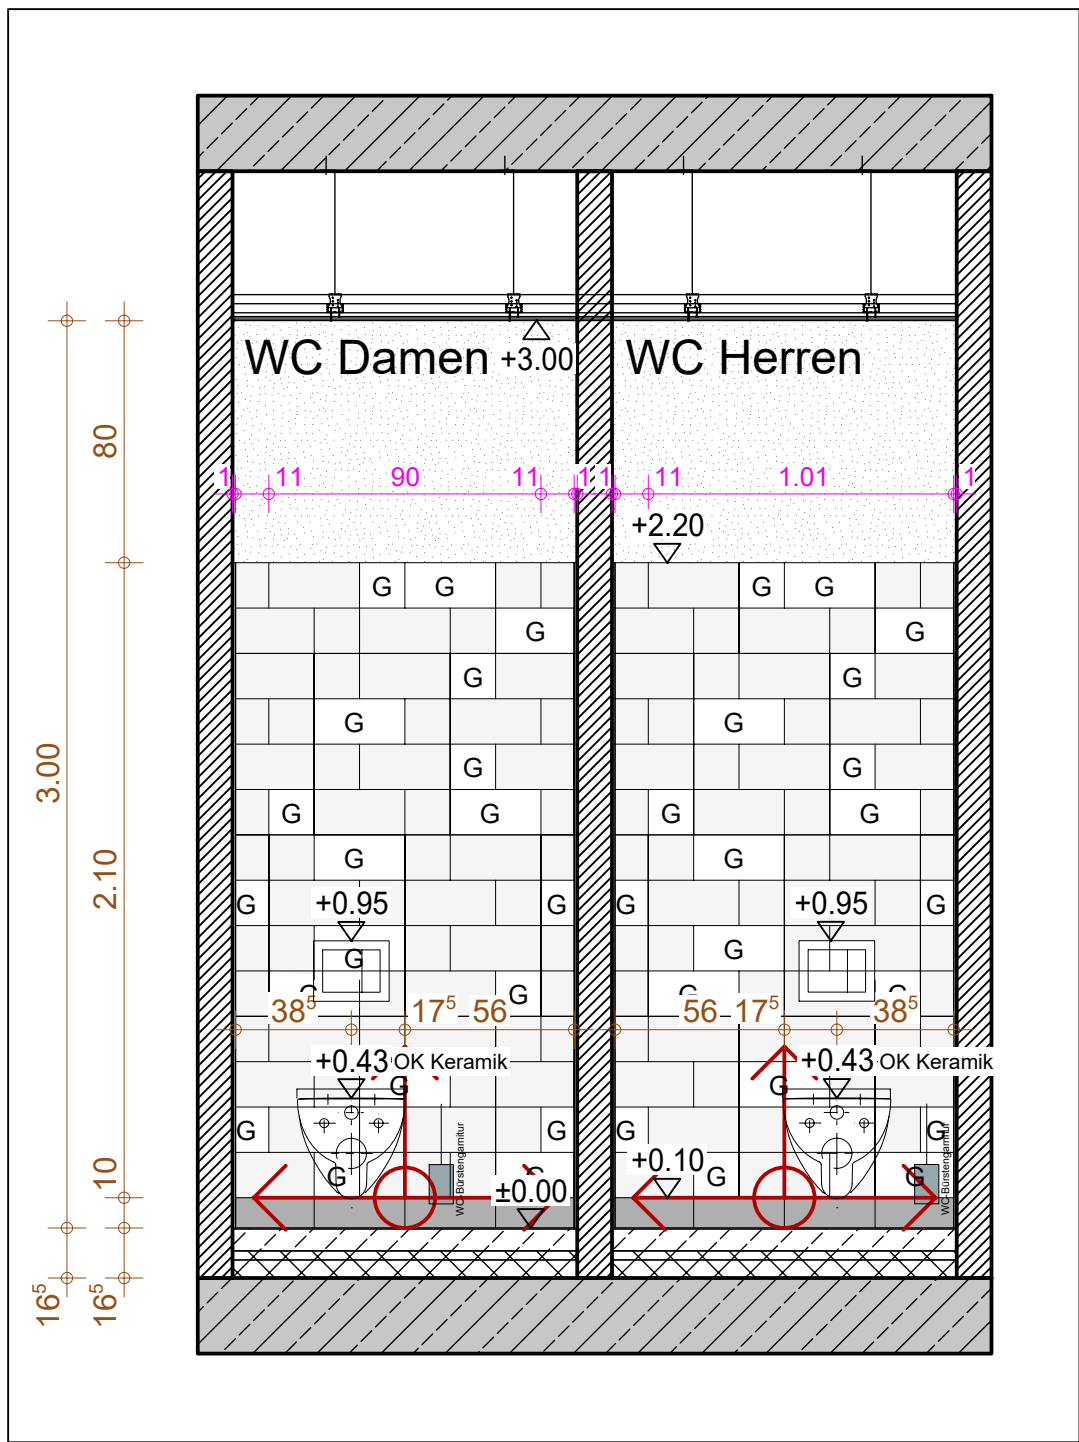 WC Damen +3.00 WC Herren
80
1 11 90 11 1 1 11 1.01 1
+2.20
G G G G
G G
G G
G G
3.00
G G
G G G G
2.10
G G
G +0.95 G G +0.95 G
G G
G G
38⁵ 17⁵ 56 56 17⁵ 38⁵
+0.43 OK Keramik +0.43 OK Keramik
G G
G G G G
WC-Bürstengarnitur WC-Bürstengarnitur
10
G ±0.00 +0.10 G G
16⁵ 16⁵